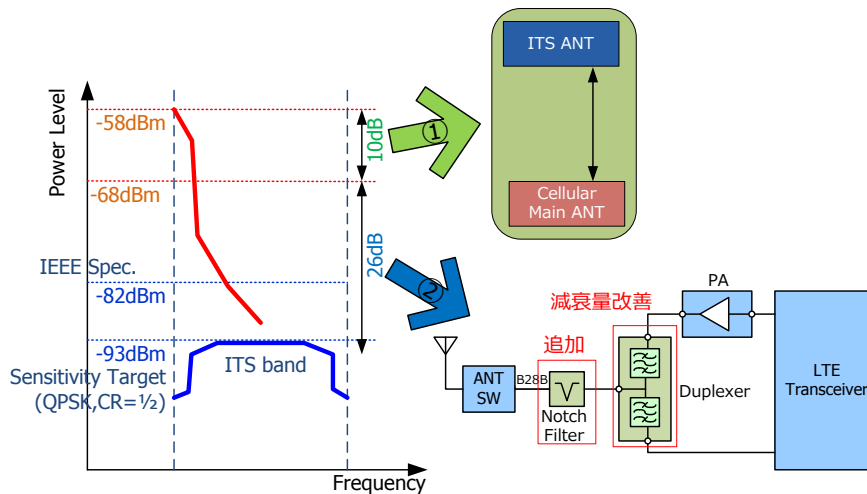 Power Level
-58dBm
-68dBm
IEEE Spec.
-82dBm
-93dBm
Sensitivity Target
(QPSK,CR=½)
ITS band
Frequency
10dB
26dB
①
②
ITS ANT
Cellular
Main ANT
減衰量改善
追加
ANT
SW
B28B
Notch
Filter
Duplexer
PA
LTE
Transceiver